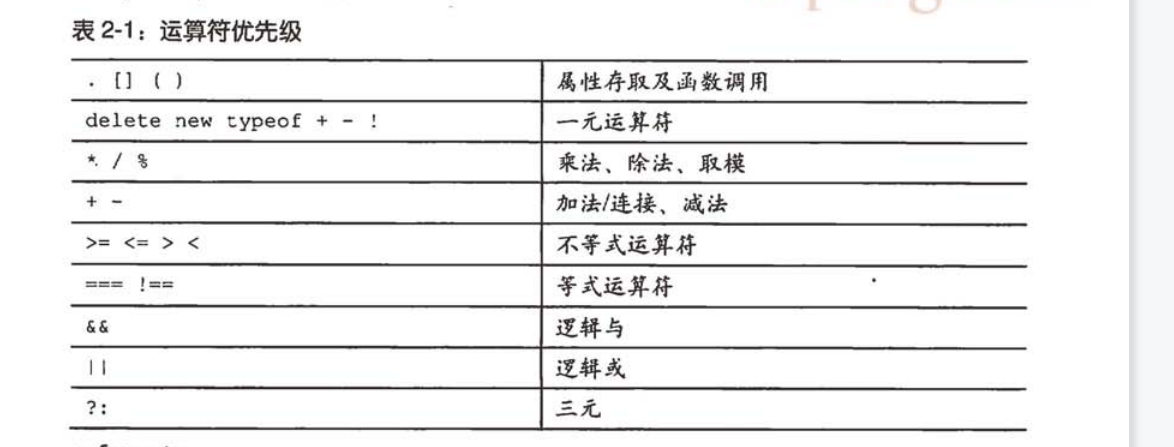 表 2-1：运算符优先级
. [] ( ) 属性存取及函数调用
delete new typeof + - ! 一元运算符
* / % 乘法、除法、取模
+ - 加法/连接、减法
>= <= > < 不等式运算符
=== !== 等式运算符
&& 逻辑与
|| 逻辑或
?: 三元